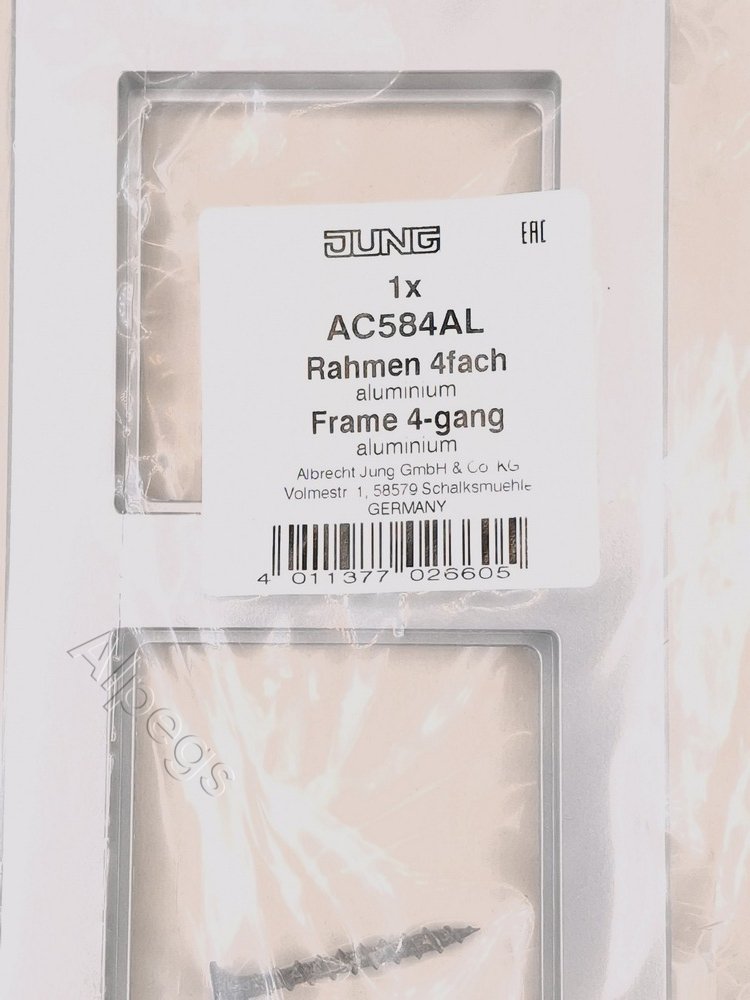 JUNG
EAC
1x
AC584AL
Rahmen 4fach
aluminium
Frame 4-gang
aluminium
Albrecht Jung GmbH & Co KG
Volmestr 1, 58579 Schalksmuehle
GERMANY
4 011377 026605
Alpegs